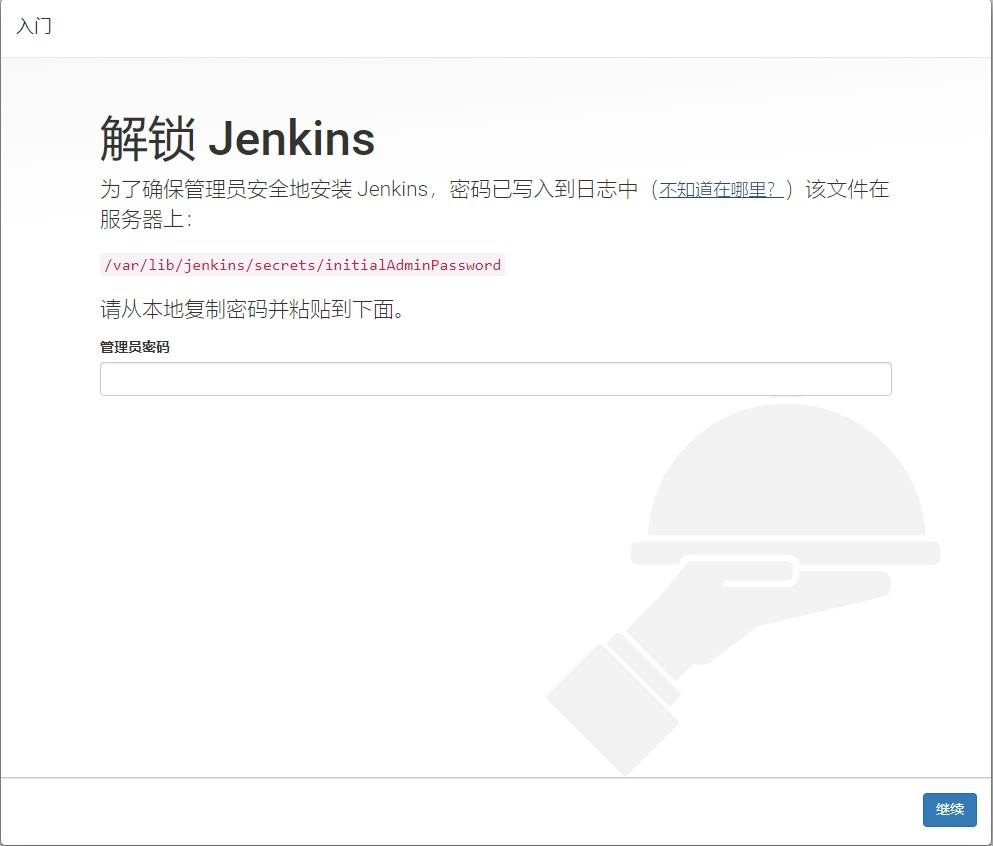 入门
解锁 Jenkins
为了确保管理员安全地安装 Jenkins，密码已写入到日志中（不知道在哪里？）该文件在
服务器上：
/var/lib/jenkins/secrets/initialAdminPassword
请从本地复制密码并粘贴到下面。
管理员密码
继续